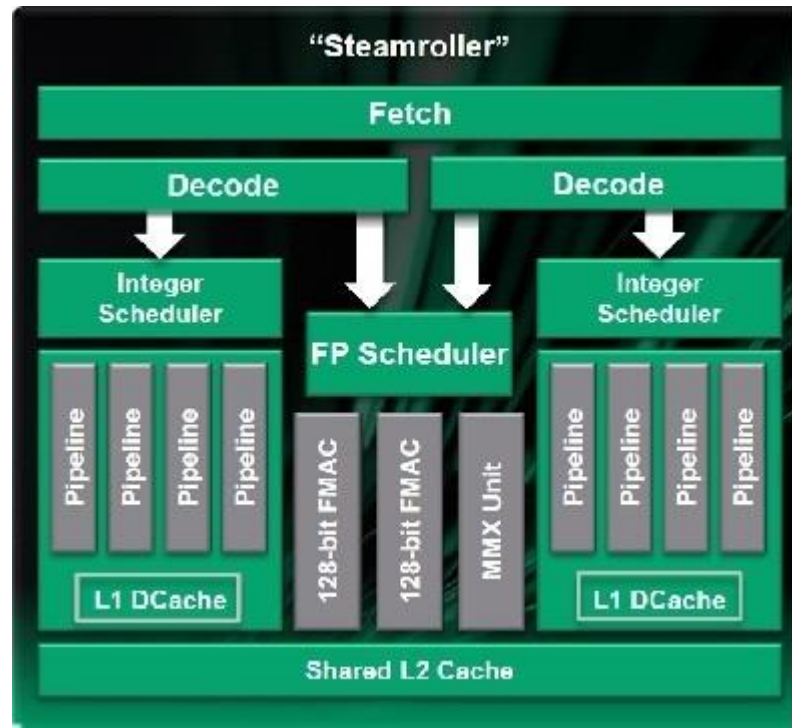 “Steamroller”
Fetch
Decode
Decode
Integer
Scheduler
FP Scheduler
Integer
Scheduler
Pipeline
Pipeline
Pipeline
Pipeline
128-bit FMAC
128-bit FMAC
MMX Unit
Pipeline
Pipeline
Pipeline
Pipeline
L1 DCache
L1 DCache
Shared L2 Cache